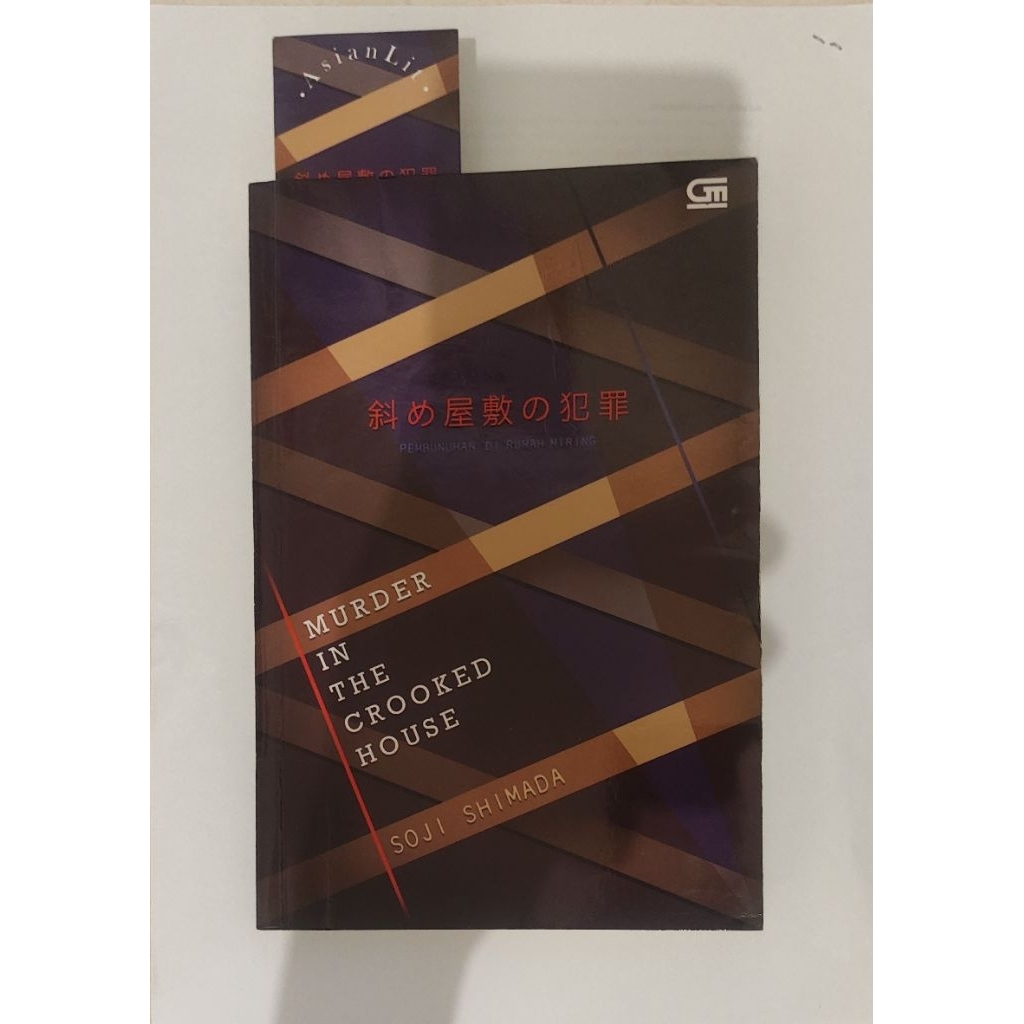 AsianLit
斜め屋敷の犯罪
GM
斜め屋敷の犯罪
PEMBUNUHAN DI RUMAH MIRING
MURDER
IN
THE
CROOKED
HOUSE
SOJI SHIMADA